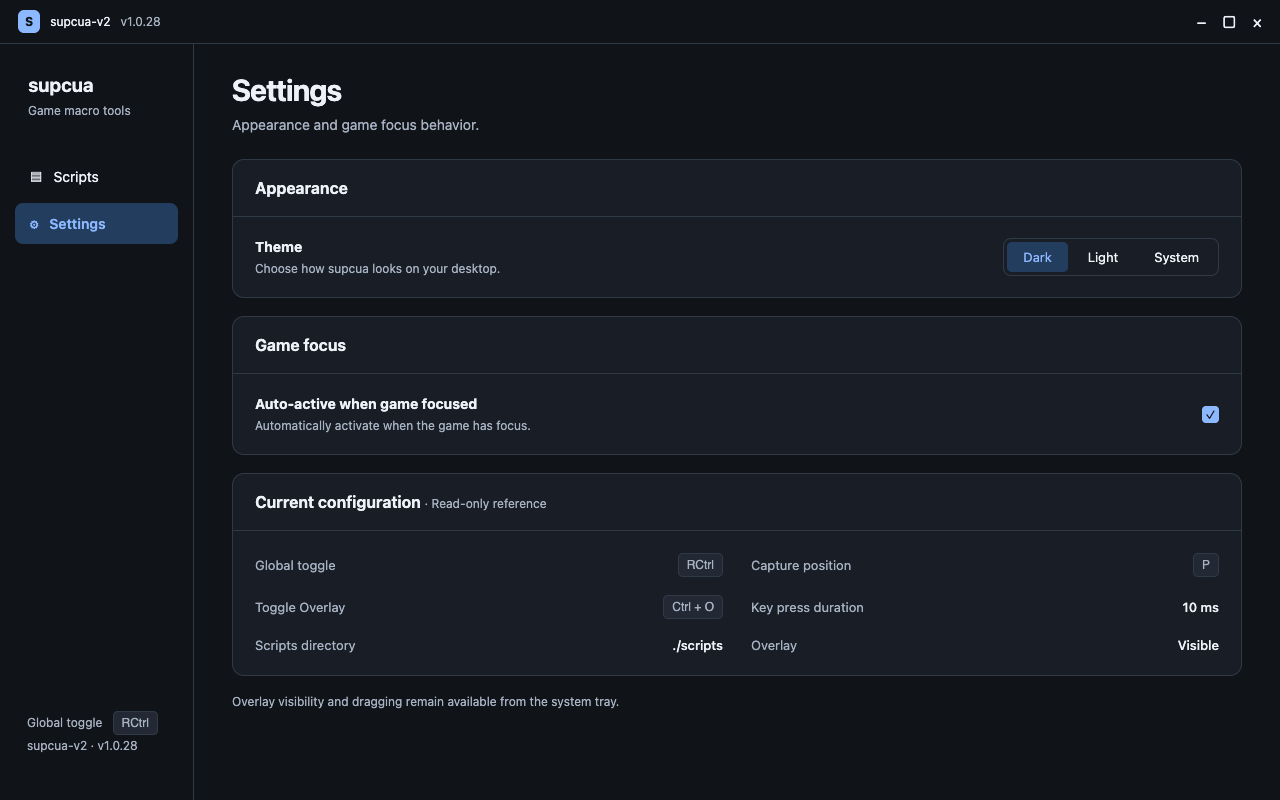 S supcua-v2 v1.0.28
supcua
Game macro tools
Scripts
Settings
Global toggle RCtrl
supcua-v2 · v1.0.28
Settings
Appearance and game focus behavior.
Appearance
Theme
Choose how supcua looks on your desktop.
Dark Light System
Game focus
Auto-active when game focused
Automatically activate when the game has focus.
Current configuration · Read-only reference
Global toggle RCtrl Capture position P
Toggle Overlay Ctrl + O Key press duration 10 ms
Scripts directory ./scripts Overlay Visible
Overlay visibility and dragging remain available from the system tray.